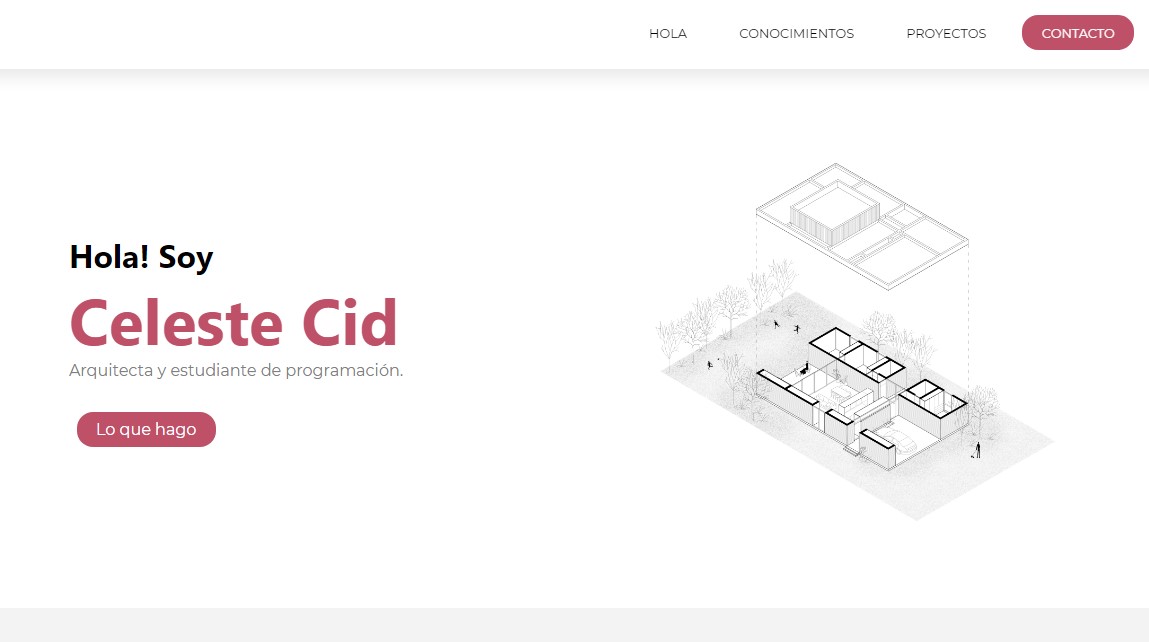 HOLA CONOCIMIENTOS PROYECTOS CONTACTO
Hola! Soy
Celeste Cid
Arquitecta y estudiante de programación.
Lo que hago